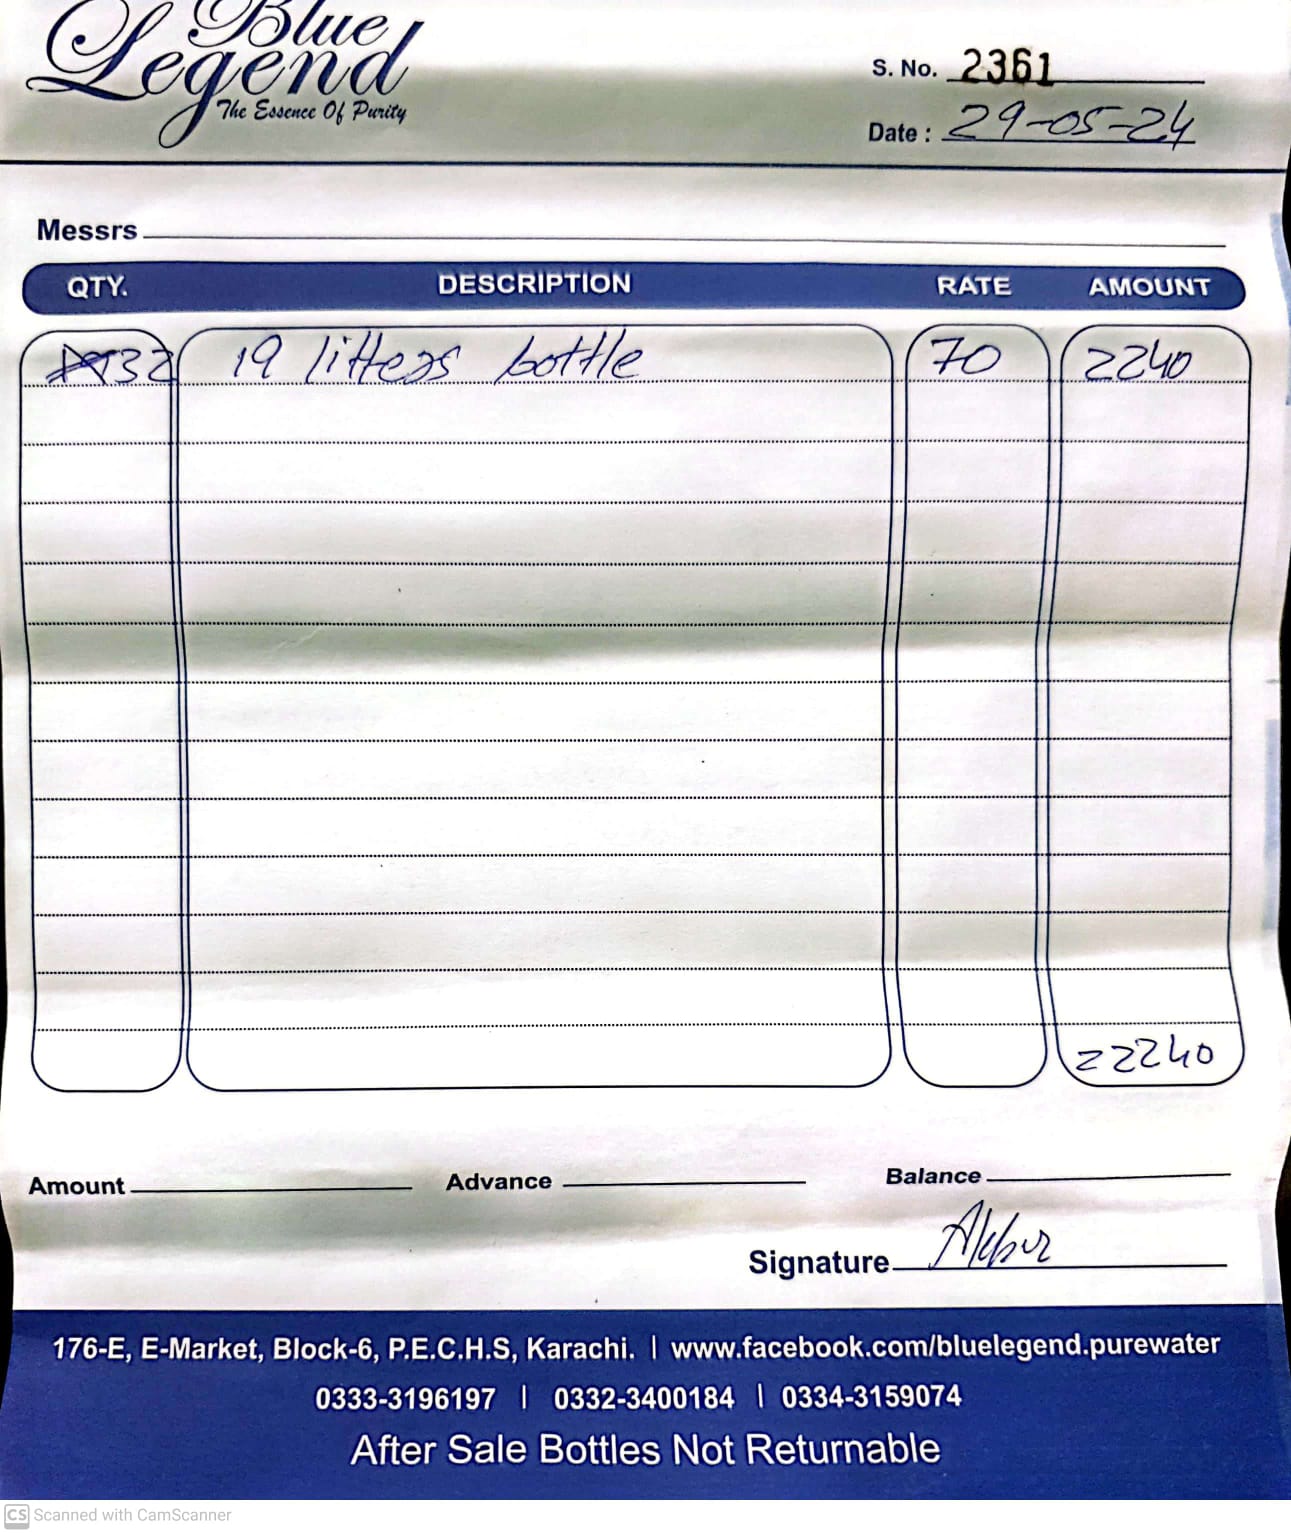 Blue
Legend
The Essence Of Purity
S. No. 2361
Date : 29-05-24
Messrs
QTY. DESCRIPTION RATE AMOUNT
32 19 litters bottle 70 2240
22240
Amount Advance Balance
Signature
176-E, E-Market, Block-6, P.E.C.H.S, Karachi. | www.facebook.com/bluelegend.purewater
0333-3196197 | 0332-3400184 | 0334-3159074
After Sale Bottles Not Returnable
CS Scanned with CamScanner